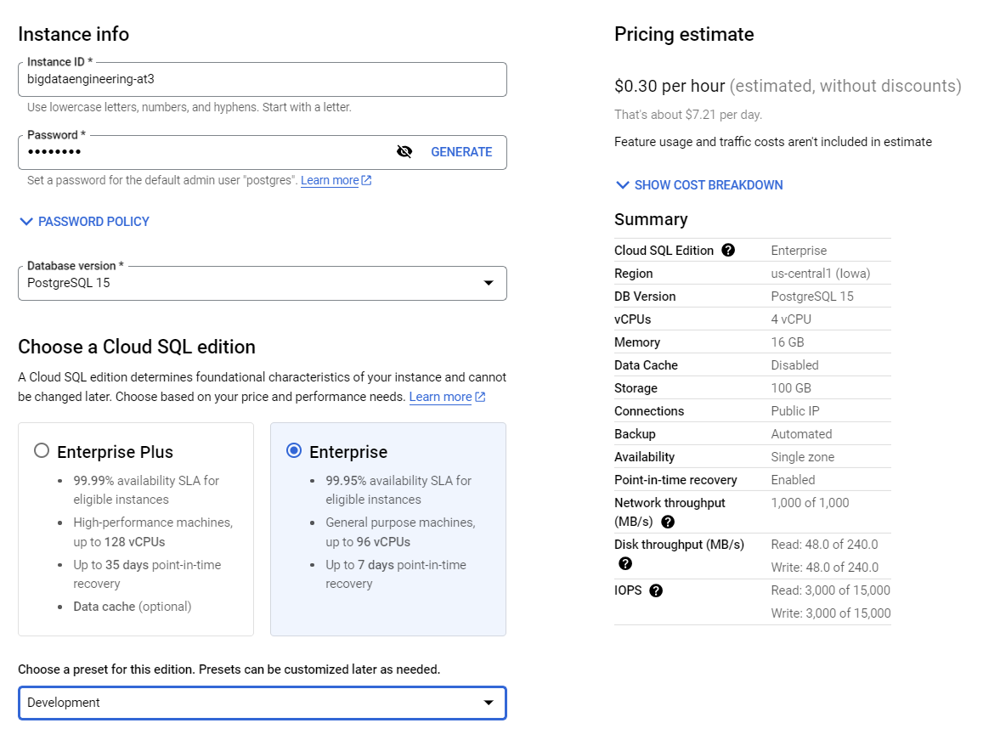 Instance info
Instance ID *
bigdataengineering-at3
Use lowercase letters, numbers, and hyphens. Start with a letter.
Password *
••••••••
GENERATE
Set a password for the default admin user "postgres". Learn more
PASSWORD POLICY
Database version *
PostgreSQL 15
Choose a Cloud SQL edition
A Cloud SQL edition determines foundational characteristics of your instance and cannot
be changed later. Choose based on your price and performance needs. Learn more
Enterprise Plus
• 99.99% availability SLA for
eligible instances
• High-performance machines,
up to 128 vCPUs
• Up to 35 days point-in-time
recovery
• Data cache (optional)
Enterprise
• 99.95% availability SLA for
eligible instances
• General purpose machines,
up to 96 vCPUs
• Up to 7 days point-in-time
recovery
Choose a preset for this edition. Presets can be customized later as needed.
Development
Pricing estimate
$0.30 per hour (estimated, without discounts)
That's about $7.21 per day.
Feature usage and traffic costs aren't included in estimate
SHOW COST BREAKDOWN
Summary
Cloud SQL Edition ? Enterprise
Region us-central1 (Iowa)
DB Version PostgreSQL 15
vCPUs 4 vCPU
Memory 16 GB
Data Cache Disabled
Storage 100 GB
Connections Public IP
Backup Automated
Availability Single zone
Point-in-time recovery Enabled
Network throughput 1,000 of 1,000
(MB/s) ?
Disk throughput (MB/s) Read: 48.0 of 240.0
? Write: 48.0 of 240.0
IOPS ? Read: 3,000 of 15,000
Write: 3,000 of 15,000